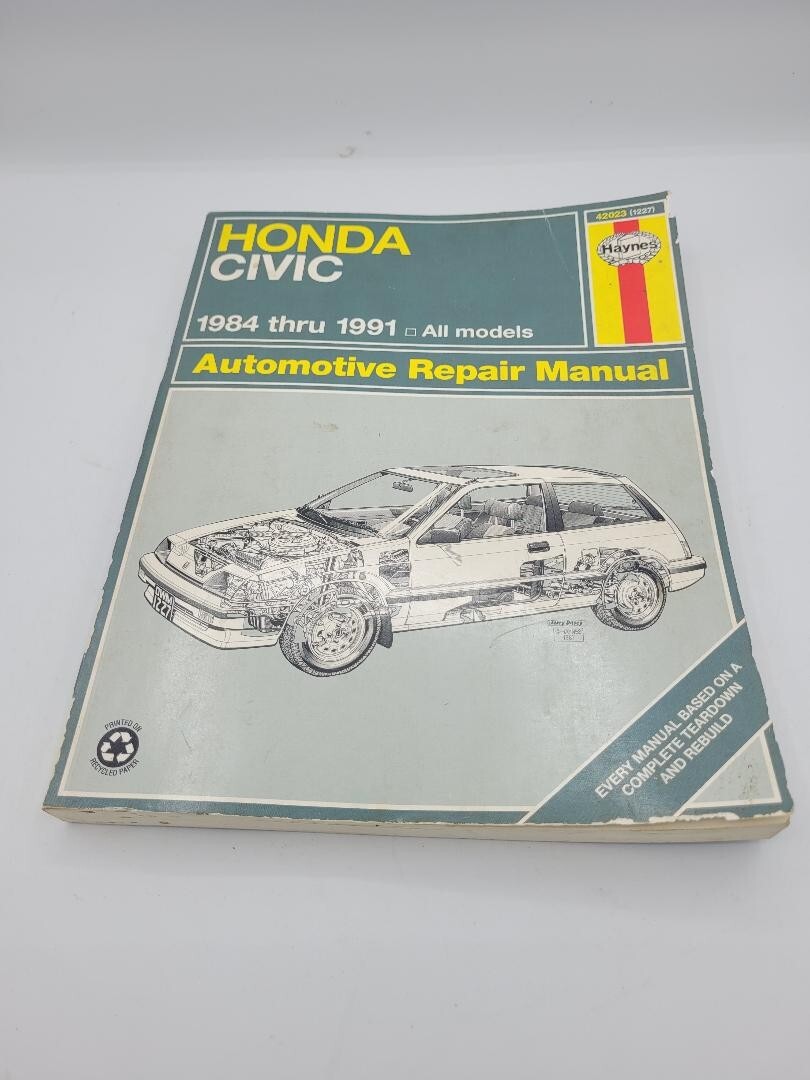 42023 (1227)
Haynes
HONDA
CIVIC
1984 thru 1991 □ All models
Automotive Repair Manual
1227
PRINTED ON
RECYCLED PAPER
EVERY MANUAL BASED ON A
COMPLETE TEARDOWN
AND REBUILD